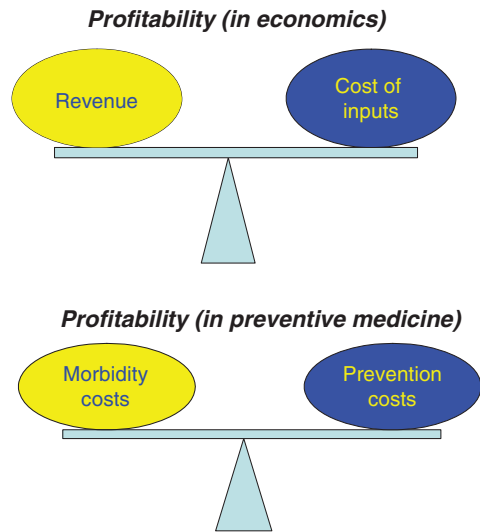 Profitability (in economics)
Revenue
Cost of
inputs
Profitability (in preventive medicine)
Morbidity
costs
Prevention
costs